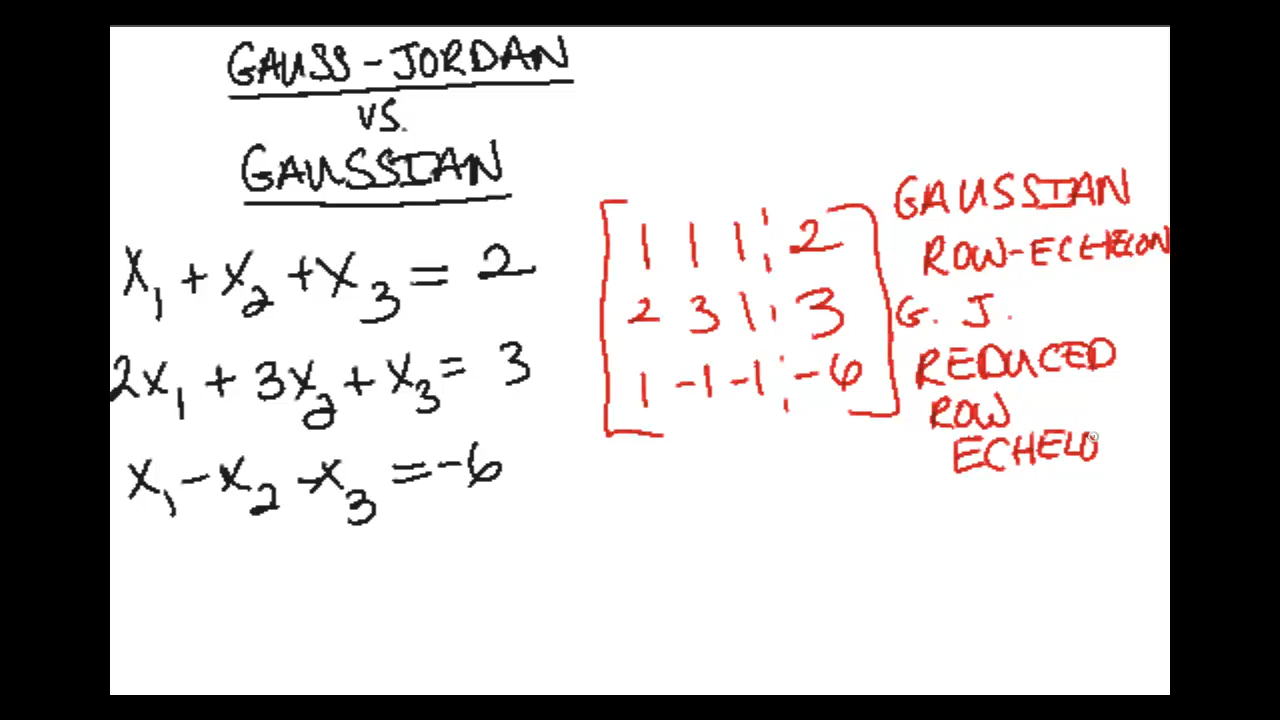 GAUSS-JORDAN
VS.
GAUSSIAN
x₁ + x₂ + x₃ = 2
2x₁ + 3x₂ + x₃ = 3
x₁ - x₂ - x₃ = -6
1 1 1 ¦ 2
2 3 1 ¦ 3
1 -1 -1 ¦ -6
GAUSSIAN
ROW-ECHELON
G. J.
REDUCED
ROW
ECHELO